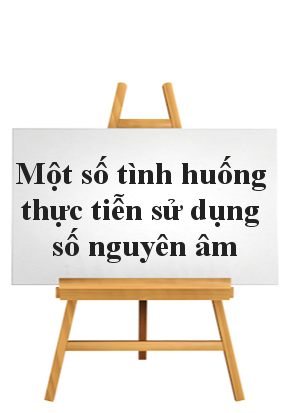 Một số tình huống
thực tiễn sử dụng
số nguyên âm